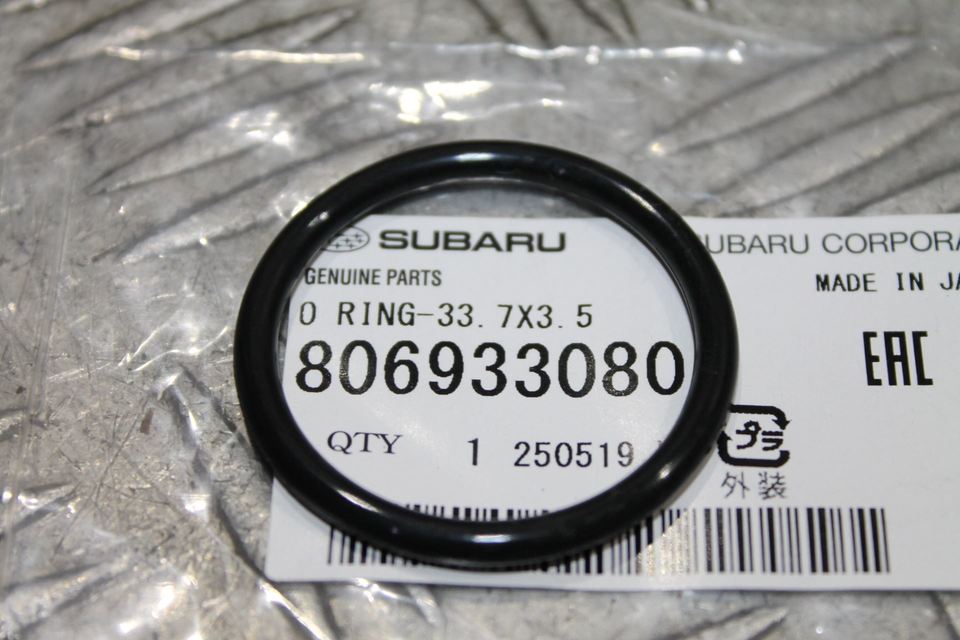 SUBARU
GENUINE PARTS
O RING-33.7X3.5
806933080
QTY 1 250519
UBARU CORPORA
MADE IN JA
EAC
プラ
外装